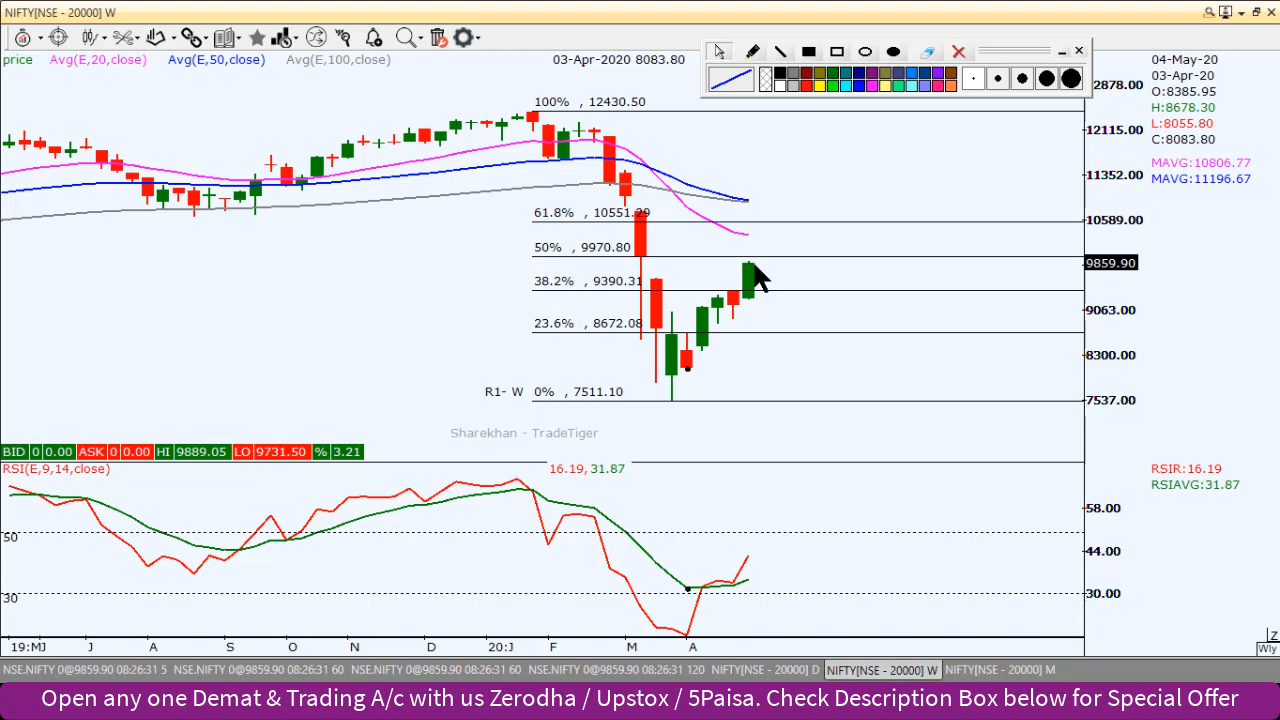 NIFTY[NSE - 20000] W
price Avg(E,20,close) Avg(E,50,close) Avg(E,100,close) 03-Apr-2020 8083.80
04-May-20
03-Apr-20
O:8385.95
H:8678.30
L:8055.80
C:8083.80
MAVG:10806.77
MAVG:11196.67
12878.00
12115.00
11352.00
10589.00
9859.90
9063.00
8300.00
7537.00
100% , 12430.50
61.8% , 10551.29
50% , 9970.80
38.2% , 9390.31
23.6% , 8672.08
R1- W 0% , 7511.10
Sharekhan - TradeTiger
BID 0 0.00 ASK 0 0.00 HI 9889.05 LO 9731.50 % 3.21
RSI(E,9,14,close) 16.19, 31.87
RSIR:16.19
RSIAVG:31.87
58.00
50
44.00
30
30.00
19:MJ J A S O N D 20:J F M A
Z
Wly
NSE.NIFTY 0@9859.90 08:26:31 5 NSE.NIFTY 0@9859.90 08:26:31 60 NSE.NIFTY 0@9859.90 08:26:31 60 NSE.NIFTY 0@9859.90 08:26:31 120 NIFTY[NSE - 20000] D NIFTY[NSE - 20000] W NIFTY[NSE - 20000] M
Open any one Demat & Trading A/c with us Zerodha / Upstox / 5Paisa. Check Description Box below for Special Offer